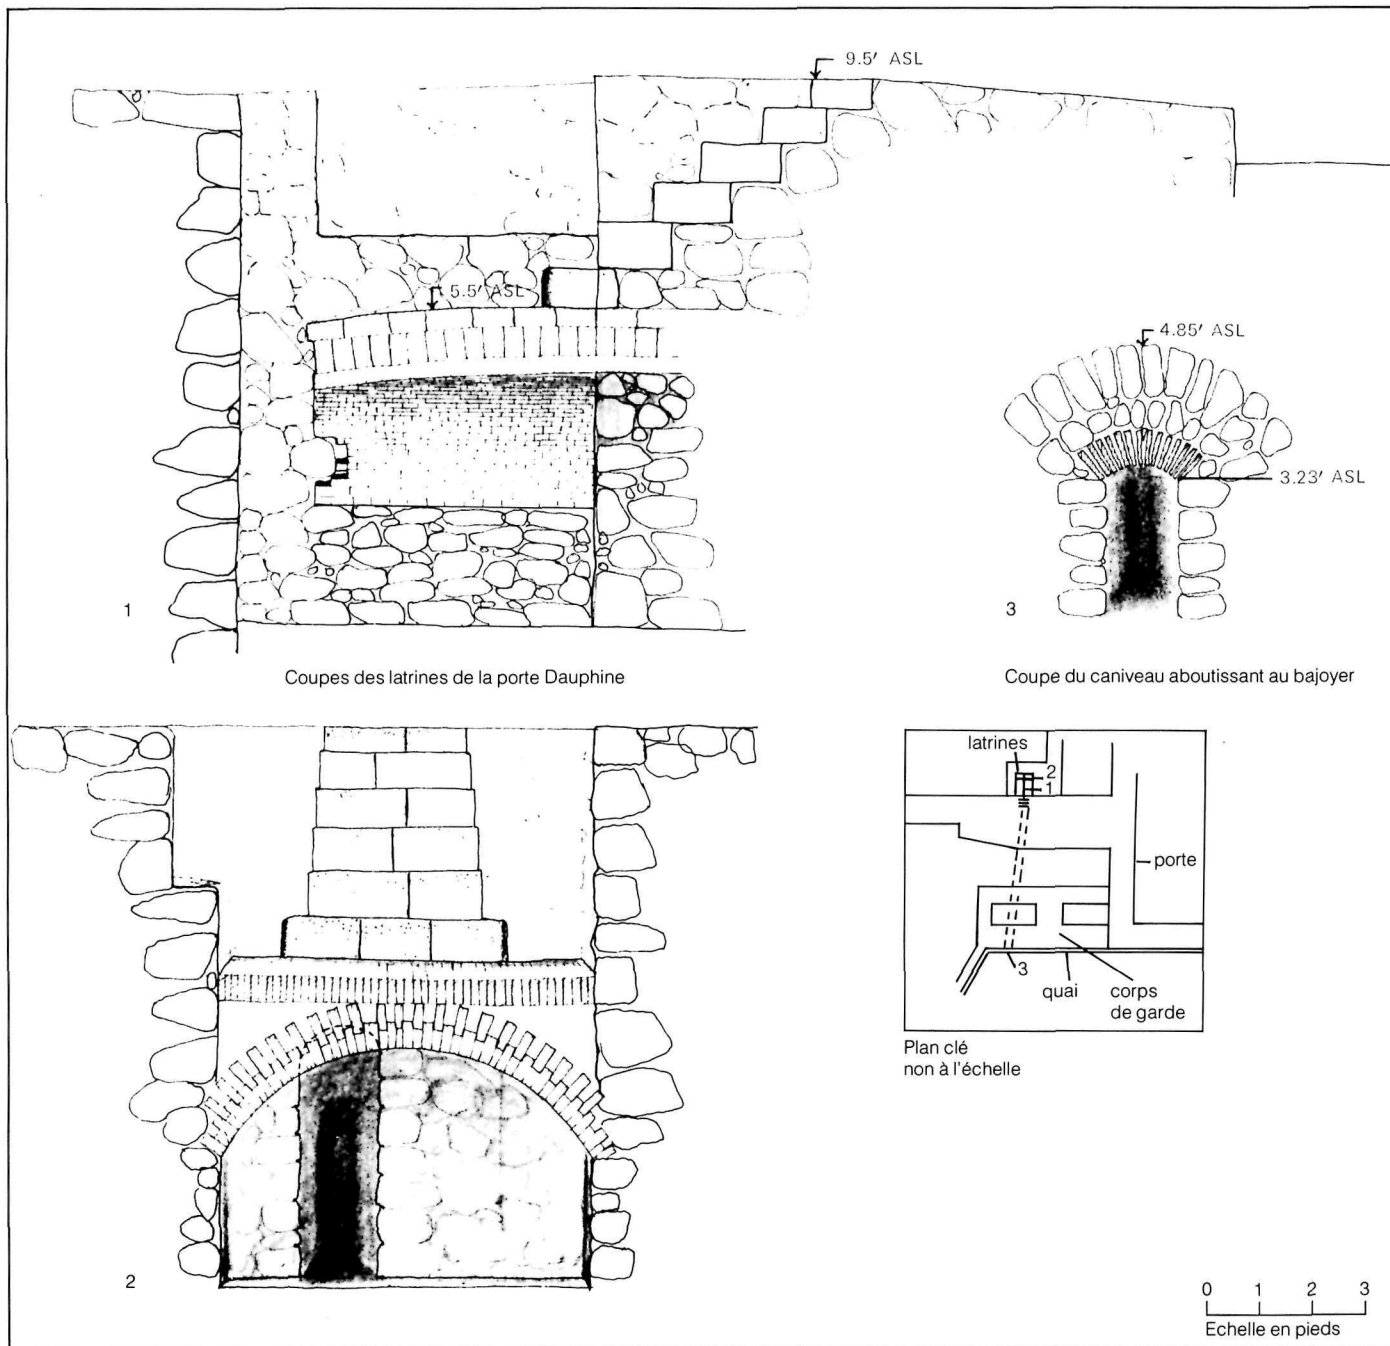 9.5' ASL
5.5' ASL
1
Coupes des latrines de la porte Dauphine
4.85' ASL
3.23' ASL
3
Coupe du caniveau aboutissant au bajoyer
2
latrines
2
1
porte
3
quai
corps
de garde
Plan clé
non à l'échelle
0 1 2 3
Echelle en pieds